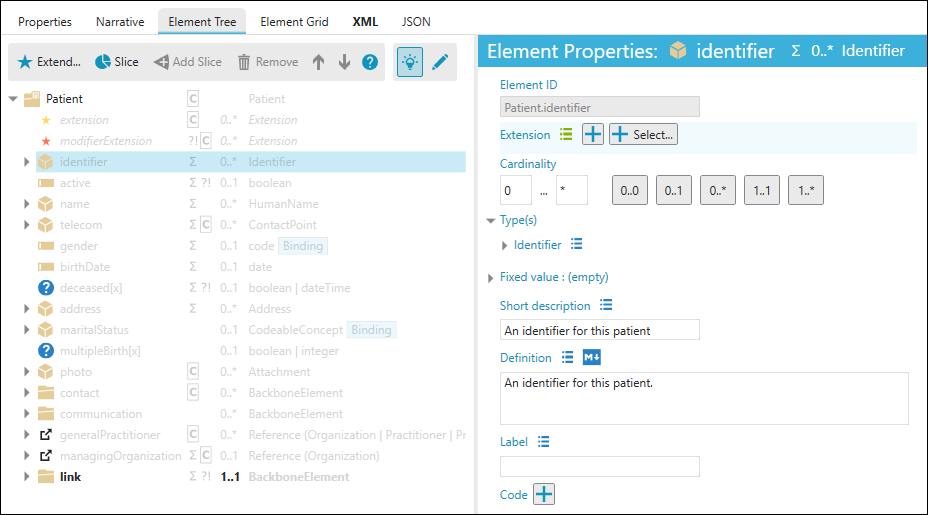 Properties Narrative Element Tree Element Grid XML JSON
Extend... Slice Add Slice Remove ?
Patient C Patient
extension C 0..* Extension
modifierExtension ?! C 0..* Extension
identifier Σ 0..* Identifier
active Σ ?! 0..1 boolean
name Σ 0..* HumanName
telecom Σ C 0..* ContactPoint
gender Σ 0..1 code Binding
birthDate Σ 0..1 date
? deceased[x] Σ ?! 0..1 boolean | dateTime
address Σ 0..* Address
maritalStatus 0..1 CodeableConcept Binding
? multipleBirth[x] 0..1 boolean | integer
photo C 0..* Attachment
contact C 0..* BackboneElement
communication 0..* BackboneElement
generalPractitioner C 0..* Reference (Organization | Practitioner | Pr
managingOrganization Σ C 0..1 Reference (Organization)
link Σ ?! 1..1 BackboneElement
Element Properties: identifier Σ 0..* Identifier
Element ID
Patient.identifier
Extension Select...
Cardinality
0 ... * 0..0 0..1 0..* 1..1 1..*
Type(s)
Identifier
Fixed value : (empty)
Short description
An identifier for this patient
Definition M↓
An identifier for this patient.
Label
Code